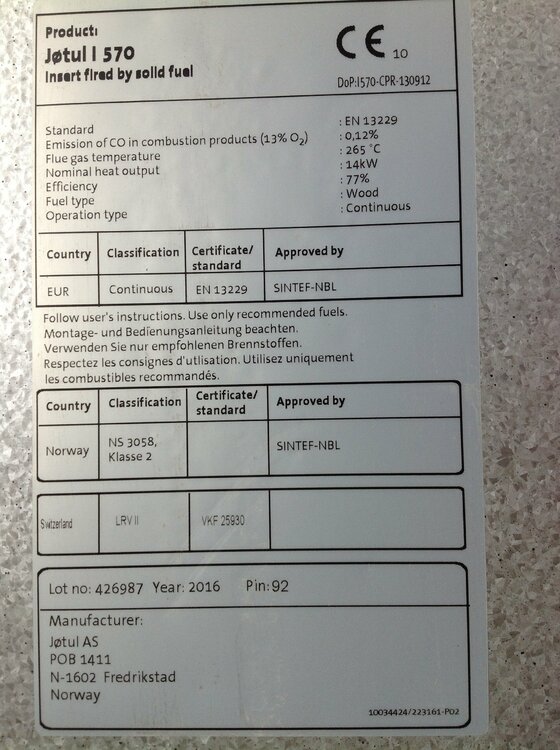 Product:
Jøtul I 570
Insert fired by solid fuel
CE 10
DoP:I570-CPR-130912
Standard : EN 13229
Emission of CO in combustion products (13% O2) : 0,12%
Flue gas temperature : 265 °C
Nominal heat output : 14kW
Efficiency : 77%
Fuel type : Wood
Operation type : Continuous
Country Classification Certificate/ standard Approved by
EUR Continuous EN 13229 SINTEF-NBL
Follow user's instructions. Use only recommended fuels.
Montage- und Bedienungsanleitung beachten.
Verwenden Sie nur empfohlenen Brennstoffen.
Respectez les consignes d'utlisation. Utilisez uniquement
les combustibles recommandés.
Country Classification Certificate/ standard Approved by
Norway NS 3058, Klasse 2 SINTEF-NBL
Switzerland LRV II VKF 25930
Lot no: 426987 Year: 2016 Pin: 92
Manufacturer:
Jøtul AS
POB 1411
N-1602 Fredrikstad
Norway
10034424/223161-P02